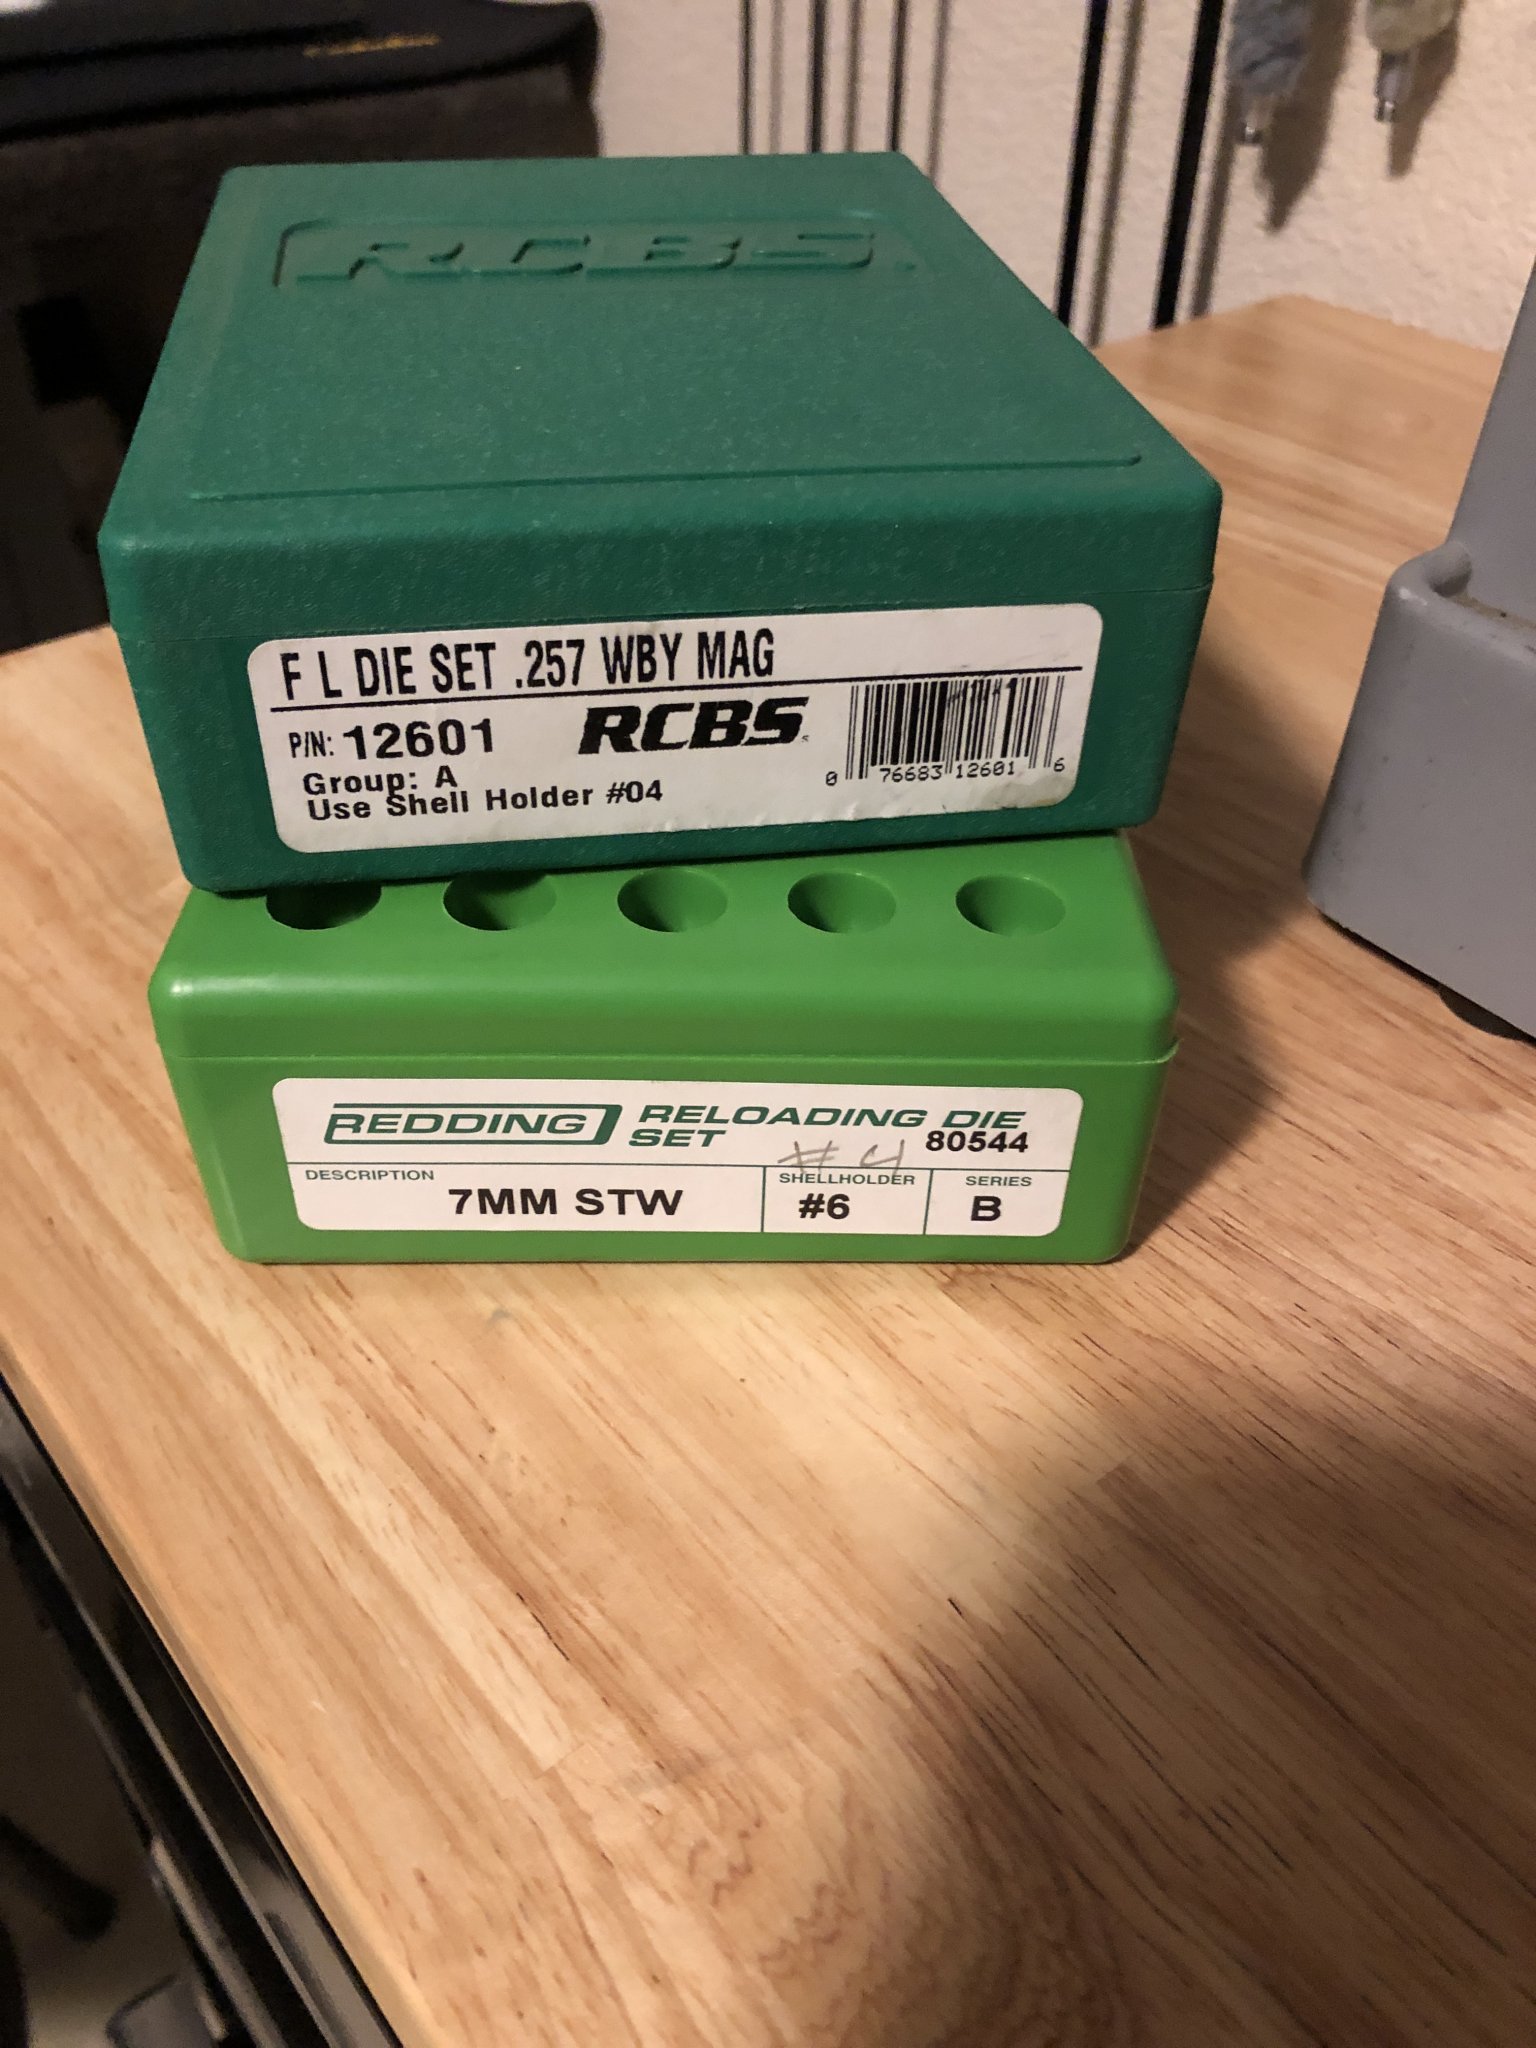 RCBS.
F L DIE SET .257 WBY MAG
P/N: 12601 RCBS.
Group: A
Use Shell Holder #04
0 76683 12601 6
REDDING RELOADING DIE
SET
#4 80544
DESCRIPTION SHELLHOLDER SERIES
7MM STW #6 B